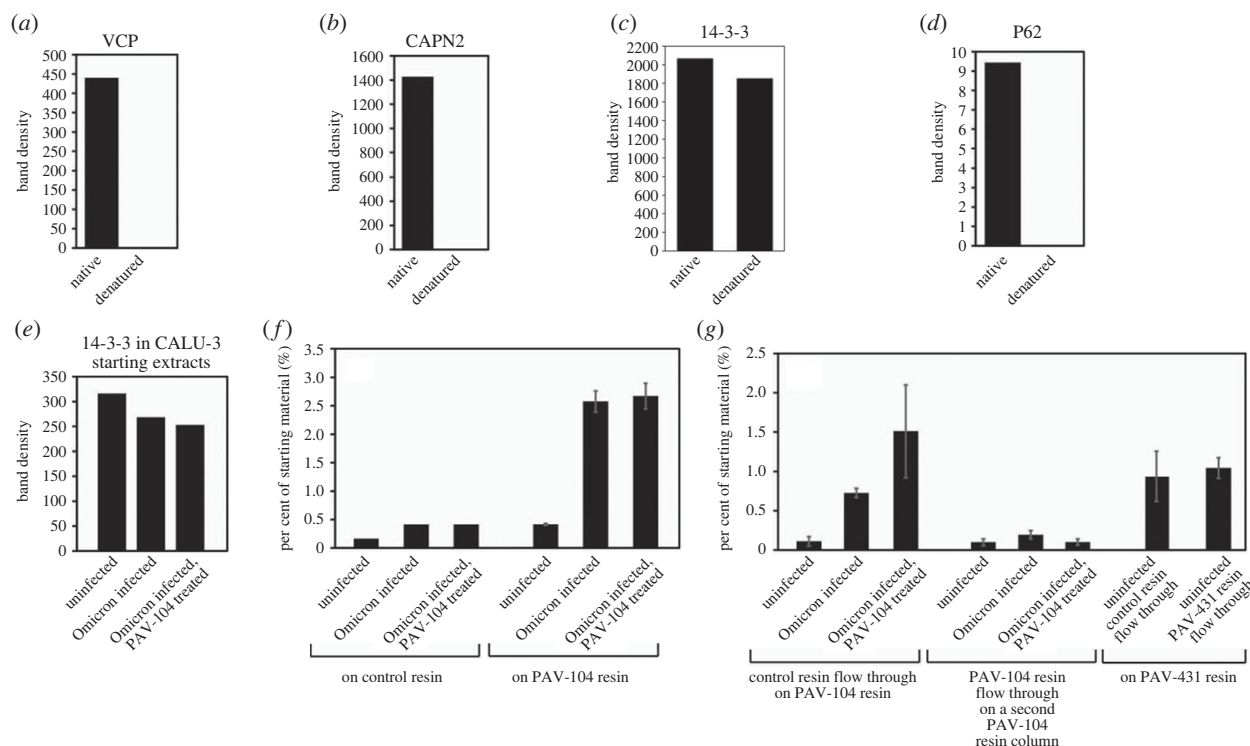 (a)
VCP
500
450
400
350
300
250
200
150
100
50
0
band density
native
denatured
(b)
CAPN2
1600
1400
1200
1000
800
600
400
200
0
band density
native
denatured
(c)
14-3-3
2200
2000
1800
1600
1400
1200
1000
800
600
400
200
0
band density
native
denatured
(d)
P62
10
9
8
7
6
5
4
3
2
1
0
band density
native
denatured
(e)
14-3-3 in CALU-3
starting extracts
350
300
250
200
150
100
50
0
band density
uninfected
Omicron infected
Omicron infected,
PAV-104 treated
(f)
3.5
3.0
2.5
2.0
1.5
1.0
0.5
0
per cent of starting material (%)
uninfected
Omicron infected
Omicron infected,
PAV-104 treated
uninfected
Omicron infected
Omicron infected,
PAV-104 treated
on control resin
on PAV-104 resin
(g)
2.5
2.0
1.5
1.0
0.5
0
per cent of starting material (%)
uninfected
Omicron infected
Omicron infected,
PAV-104 treated
uninfected
Omicron infected
Omicron infected,
PAV-104 treated
uninfected
control resin
flow through
uninfected
PAV-431 resin
flow through
control resin flow through
on PAV-104 resin
PAV-104 resin
flow through
on a second
PAV-104
resin column
on PAV-431 resin